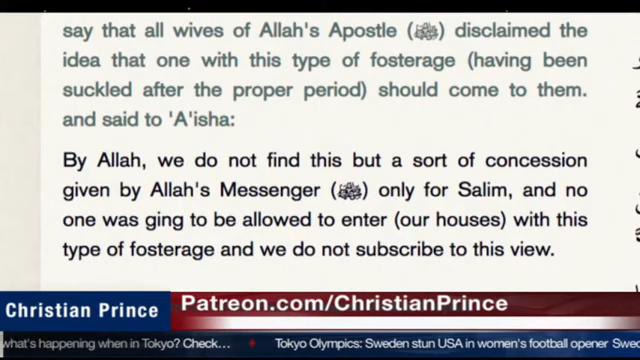 say that all wives of Allah's Apostle (ﷺ) disclaimed the
idea that one with this type of fosterage (having been
suckled after the proper period) should come to them.
and said to 'A'isha:
By Allah, we do not find this but a sort of concession
given by Allah's Messenger (ﷺ) only for Salim, and no
one was ging to be allowed to enter (our houses) with this
type of fosterage and we do not subscribe to this view.
Christian Prince
Patreon.com/ChristianPrince
what's happening when in Tokyo? Check... Tokyo Olympics: Sweden stun USA in women's football opener